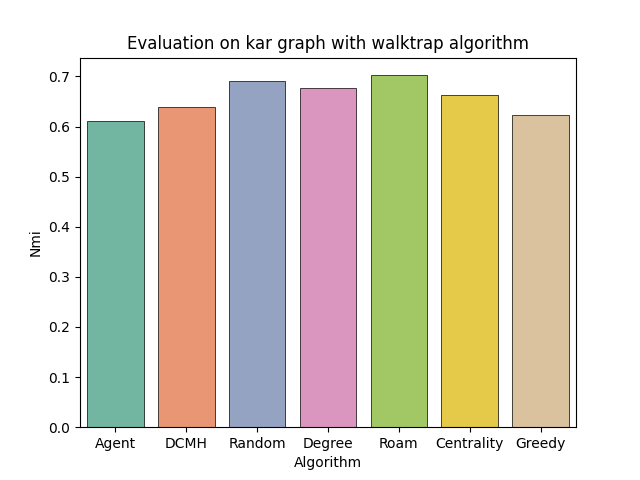 Evaluation on kar graph with walktrap algorithm
0.7
0.6
0.5
0.4
0.3
0.2
0.1
0.0
Nmi
Agent DCMH Random Degree Roam Centrality Greedy
Algorithm